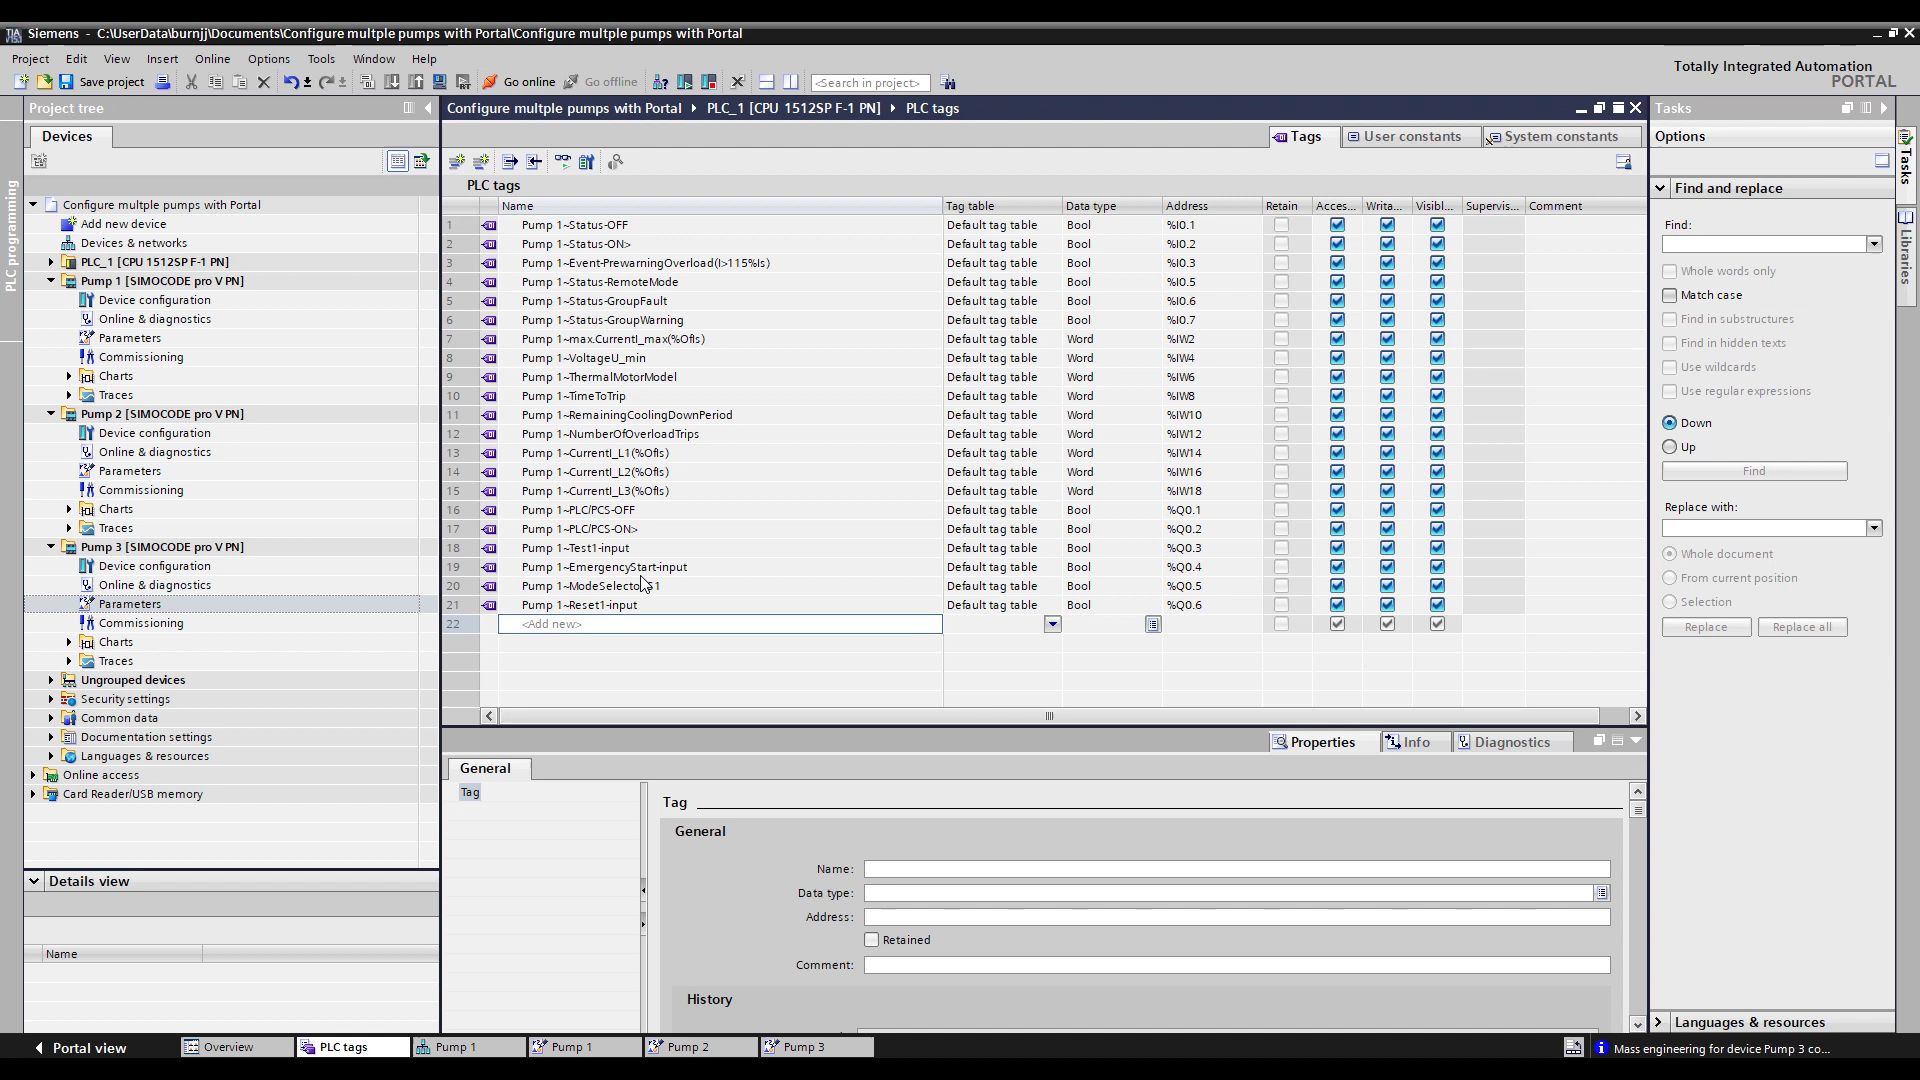 Siemens - C:\UserData\burnjj\Documents\Configure multple pumps with Portal\Configure multple pumps with Portal
Project Edit View Insert Online Options Tools Window Help
Totally Integrated Automation
PORTAL
Save project Go online Go offline <Search in project>
Project tree
Configure multple pumps with Portal PLC_1 [CPU 1512SP F-1 PN] PLC tags
Tasks
Devices
Tags User constants System constants
Options
PLC programming
Tasks
Libraries
PLC tags
Find and replace
Name Tag table Data type Address Retain Acces... Writa... Visibl... Supervis... Comment
1 Pump 1~Status-OFF Default tag table Bool %I0.1
2 Pump 1~Status-ON> Default tag table Bool %I0.2
3 Pump 1~Event-PrewarningOverload(I>115%Is) Default tag table Bool %I0.3
4 Pump 1~Status-RemoteMode Default tag table Bool %I0.5
5 Pump 1~Status-GroupFault Default tag table Bool %I0.6
6 Pump 1~Status-GroupWarning Default tag table Bool %I0.7
7 Pump 1~max.CurrentI_max(%OfIs) Default tag table Word %IW2
8 Pump 1~VoltageU_min Default tag table Word %IW4
9 Pump 1~ThermalMotorModel Default tag table Word %IW6
10 Pump 1~TimeToTrip Default tag table Word %IW8
11 Pump 1~RemainingCoolingDownPeriod Default tag table Word %IW10
12 Pump 1~NumberOfOverloadTrips Default tag table Word %IW12
13 Pump 1~CurrentI_L1(%OfIs) Default tag table Word %IW14
14 Pump 1~CurrentI_L2(%OfIs) Default tag table Word %IW16
15 Pump 1~CurrentI_L3(%OfIs) Default tag table Word %IW18
16 Pump 1~PLC/PCS-OFF Default tag table Bool %Q0.1
17 Pump 1~PLC/PCS-ON> Default tag table Bool %Q0.2
18 Pump 1~Test1-input Default tag table Bool %Q0.3
19 Pump 1~EmergencyStart-input Default tag table Bool %Q0.4
20 Pump 1~ModeSelector S1 Default tag table Bool %Q0.5
21 Pump 1~Reset1-input Default tag table Bool %Q0.6
22 <Add new>
Configure multple pumps with Portal
Add new device
Devices & networks
PLC_1 [CPU 1512SP F-1 PN]
Pump 1 [SIMOCODE pro V PN]
Device configuration
Online & diagnostics
Parameters
Commissioning
Charts
Traces
Pump 2 [SIMOCODE pro V PN]
Device configuration
Online & diagnostics
Parameters
Commissioning
Charts
Traces
Pump 3 [SIMOCODE pro V PN]
Device configuration
Online & diagnostics
Parameters
Commissioning
Charts
Traces
Ungrouped devices
Security settings
Common data
Documentation settings
Languages & resources
Online access
Card Reader/USB memory
Details view
Name
Find:
Whole words only
Match case
Find in substructures
Find in hidden texts
Use wildcards
Use regular expressions
Down
Up
Find
Replace with:
Whole document
From current position
Selection
Replace Replace all
Languages & resources
Properties Info Diagnostics
General
Tag
Tag
General
Name:
Data type:
Address:
Retained
Comment:
History
Portal view Overview PLC tags Pump 1 Pump 1 Pump 2 Pump 3
Mass engineering for device Pump 3 co...